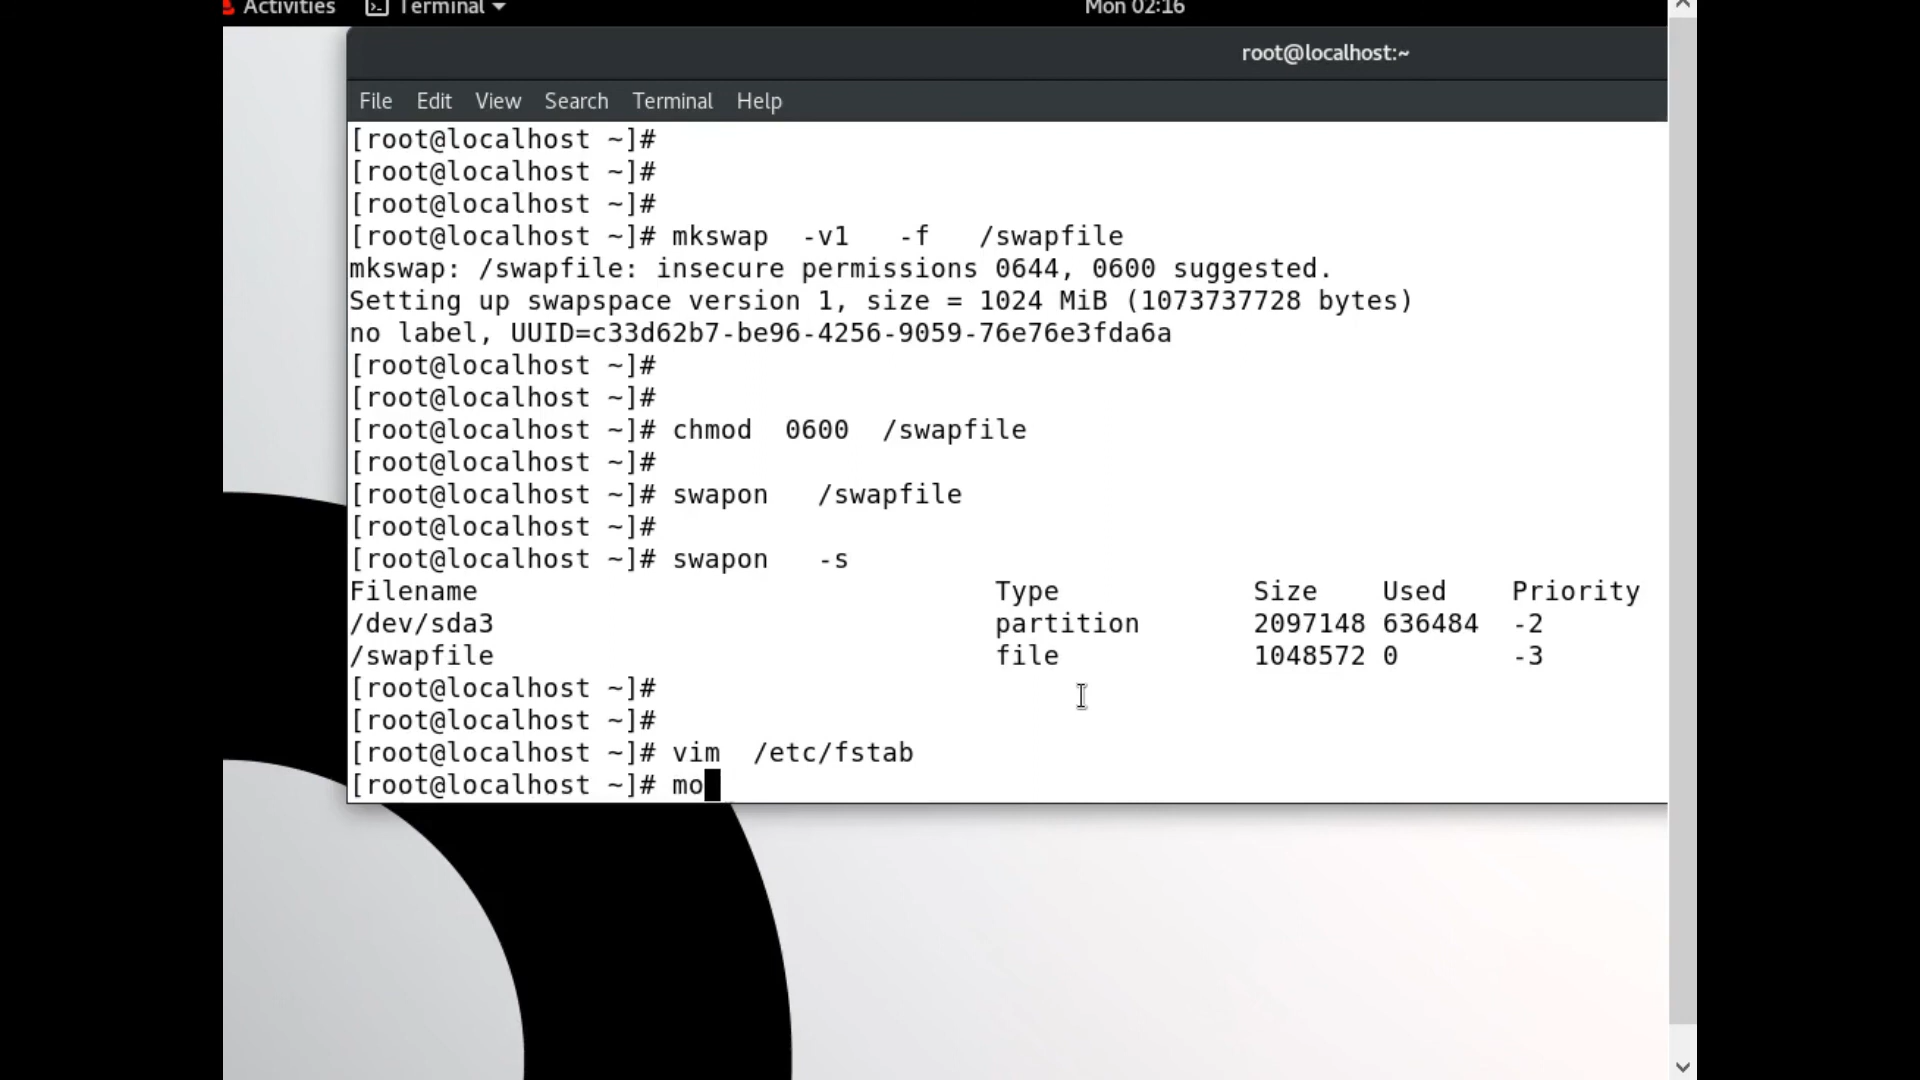 Activities Terminal Mon 02:16
root@localhost:~
File Edit View Search Terminal Help
[root@localhost ~]#
[root@localhost ~]#
[root@localhost ~]#
[root@localhost ~]# mkswap -v1 -f /swapfile
mkswap: /swapfile: insecure permissions 0644, 0600 suggested.
Setting up swapspace version 1, size = 1024 MiB (1073737728 bytes)
no label, UUID=c33d62b7-be96-4256-9059-76e76e3fda6a
[root@localhost ~]#
[root@localhost ~]#
[root@localhost ~]# chmod 0600 /swapfile
[root@localhost ~]#
[root@localhost ~]# swapon /swapfile
[root@localhost ~]#
[root@localhost ~]# swapon -s
Filename Type Size Used Priority
/dev/sda3 partition 2097148 636484 -2
/swapfile file 1048572 0 -3
[root@localhost ~]#
[root@localhost ~]#
[root@localhost ~]# vim /etc/fstab
[root@localhost ~]# mo